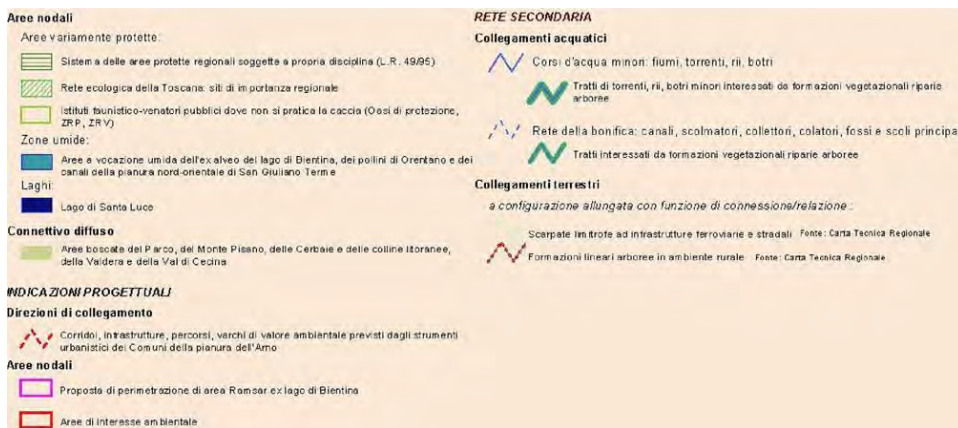 Aree nodali
Aree variamente protette:
Sistema delle aree protette regionali soggette a propria disciplina (L.R. 49/95)
Rete ecologica della Toscana: siti di importanza regionale
Istituti faunistico-venatori pubblici dove non si pratica la caccia (Oasi di protezione,
ZRP, ZRV)
Zone umide:
Aree a vocazione umida dell'ex alveo del lago di Bientina, dei pollini di Orentano e dei
canali della pianura nord-orientale di San Giuliano Terme
Laghi:
Lago di Santa Luce
Connettivo diffuso
Aree boscate del Parco, del Monte Pisano, delle Cerbaie e delle colline litoranee,
della Valdera e della Val di Cecina
INDICAZIONI PROGETTUALI
Direzioni di collegamento
Corridoi, infrastrutture, percorsi, varchi di valore ambientale previsti dagli strumenti
urbanistici dei Comuni della pianura dell'Arno
Aree nodali
Proposta di perimetrazione di area Ramsar ex lago di Bientina
Aree di interesse ambientale
RETE SECONDARIA
Collegamenti acquatici
Corsi d'acqua minori: fiumi, torrenti, rii, botri
Tratti di torrenti, rii, botri minori interessati da formazioni vegetazionali riparie
arboree
Rete della bonifica: canali, scolmatori, collettori, colatori, fossi e scoli principa
Tratti interessati da formazioni vegetazionali riparie arboree
Collegamenti terrestri
a configurazione allungata con funzione di connessione/relazione:
Scarpate limitrofe ad infrastrutture ferroviarie e stradali Fonte: Carta Tecnica Regionale
Formazioni lineari arboree in ambiente rurale Fonte: Carta Tecnica Regionale